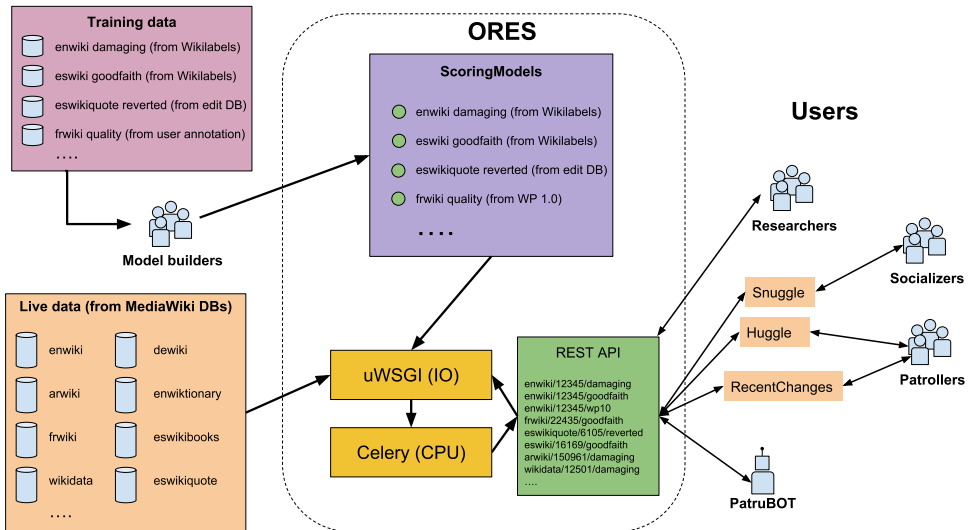 Training data
enwiki damaging (from Wikilabels)
eswiki goodfaith (from Wikilabels)
eswikiquote reverted (from edit DB)
frwiki quality (from user annotation)
....
Model builders
Live data (from MediaWiki DBs)
enwiki
dewiki
arwiki
enwiktionary
frwiki
eswikibooks
wikidata
eswikiquote
....
ORES
ScoringModels
enwiki damaging (from Wikilabels)
eswiki goodfaith (from Wikilabels)
eswikiquote reverted (from edit DB)
frwiki quality (from WP 1.0)
....
uWSGI (IO)
Celery (CPU)
REST API
enwiki/12345/damaging
enwiki/12345/goodfaith
enwiki/12345/wp10
frwiki/22435/goodfaith
eswikiquote/6105/reverted
eswiki/16169/goodfaith
arwiki/150961/damaging
wikidata/12501/damaging
....
Users
Researchers
Socializers
Snuggle
Huggle
RecentChanges
Patrollers
PatruBOT